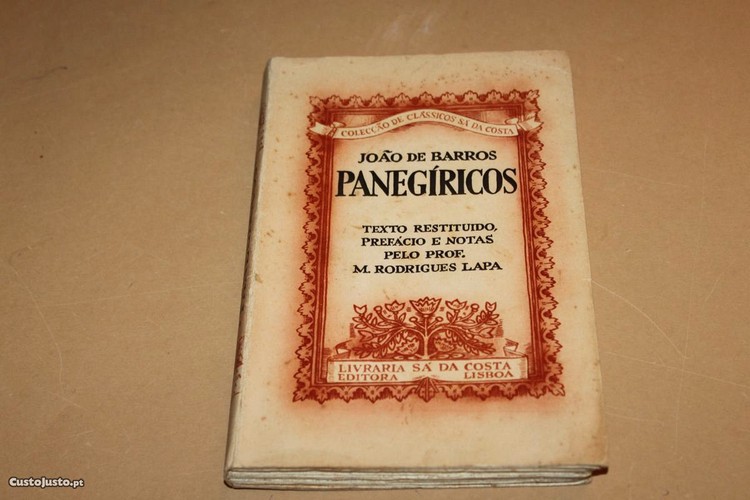 COLECÇÃO DE CLÁSSICOS SÁ DA COSTA
JOÃO DE BARROS
PANEGÍRICOS
TEXTO RESTITUIDO,
PREFÁCIO E NOTAS
PELO PROF.
M. RODRIGUES LAPA
LIVRARIA SÁ DA COSTA
EDITORA LISBOA
CustoJusto.pt